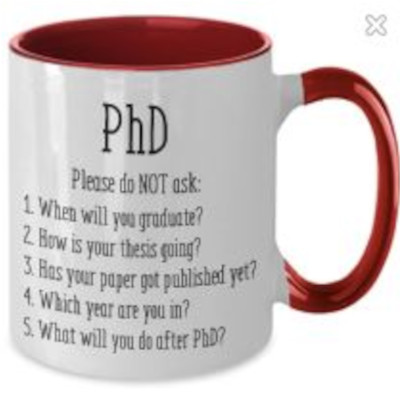 PhD
Please do NOT ask:
1. When will you graduate?
2. How is your thesis going?
3. Has your paper got published yet?
4. Which year are you in?
5. What will you do after PhD?